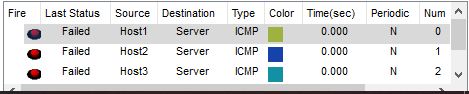 Fire Last Status Source Destination Type Color Time(sec) Periodic Num
Failed Host1 Server ICMP 0.000 N 0
Failed Host2 Server ICMP 0.000 N 1
Failed Host3 Server ICMP 0.000 N 2